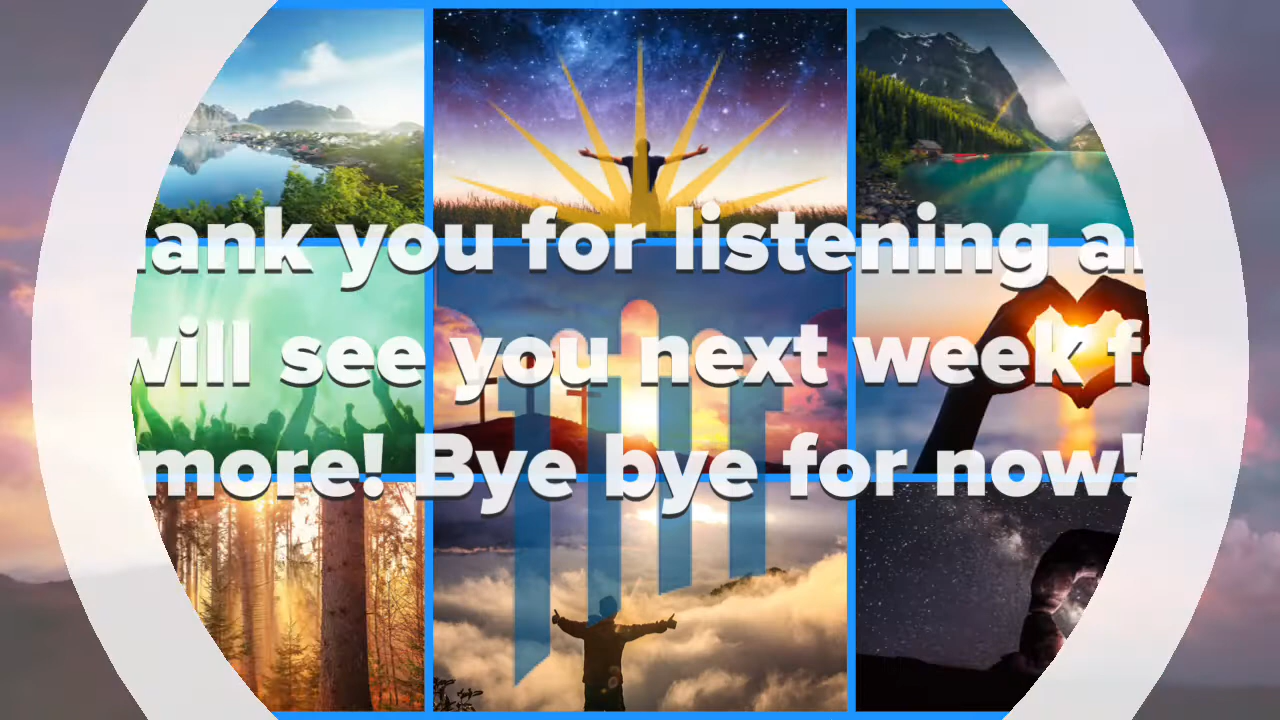 ank you for listening a
will see you next week f
more! Bye bye for now!